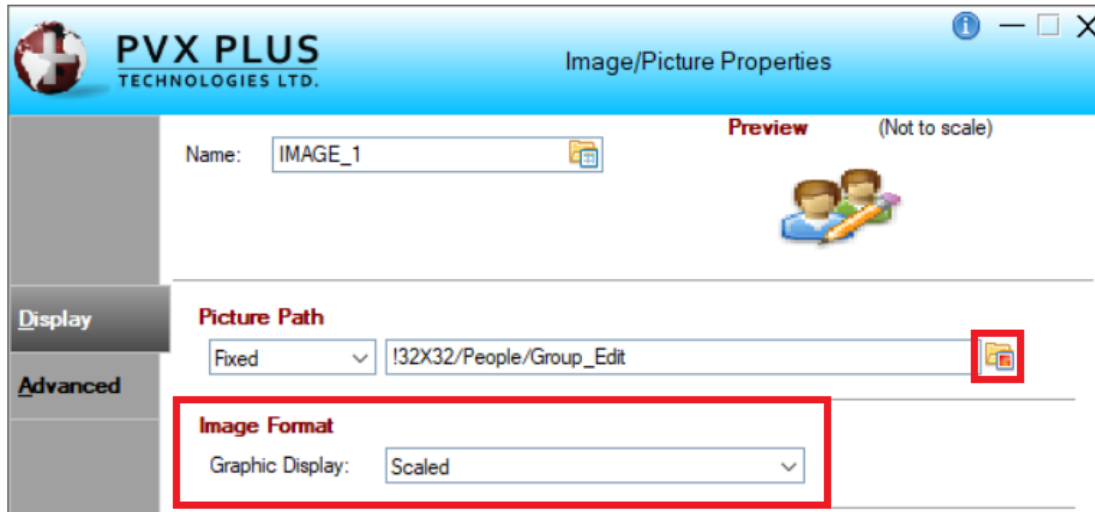 PVX PLUS
TECHNOLOGIES LTD.
Image/Picture Properties
Preview (Not to scale)
Name: IMAGE_1
Display
Picture Path
Fixed !32X32/People/Group_Edit
Advanced
Image Format
Graphic Display: Scaled